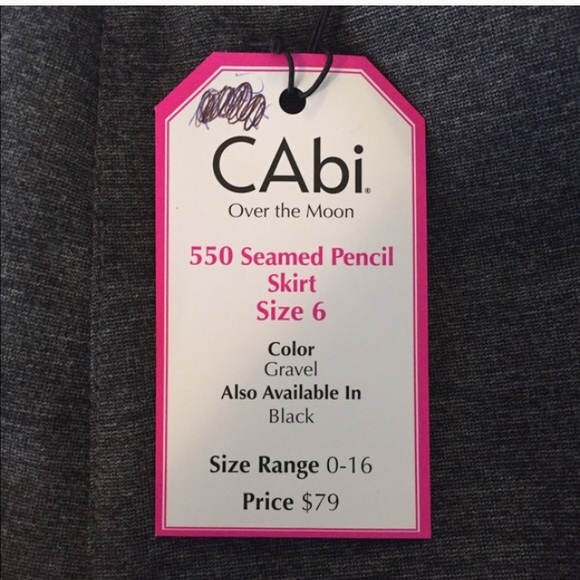 CAbi®
Over the Moon
550 Seamed Pencil
Skirt
Size 6
Color
Gravel
Also Available In
Black
Size Range 0-16
Price $79